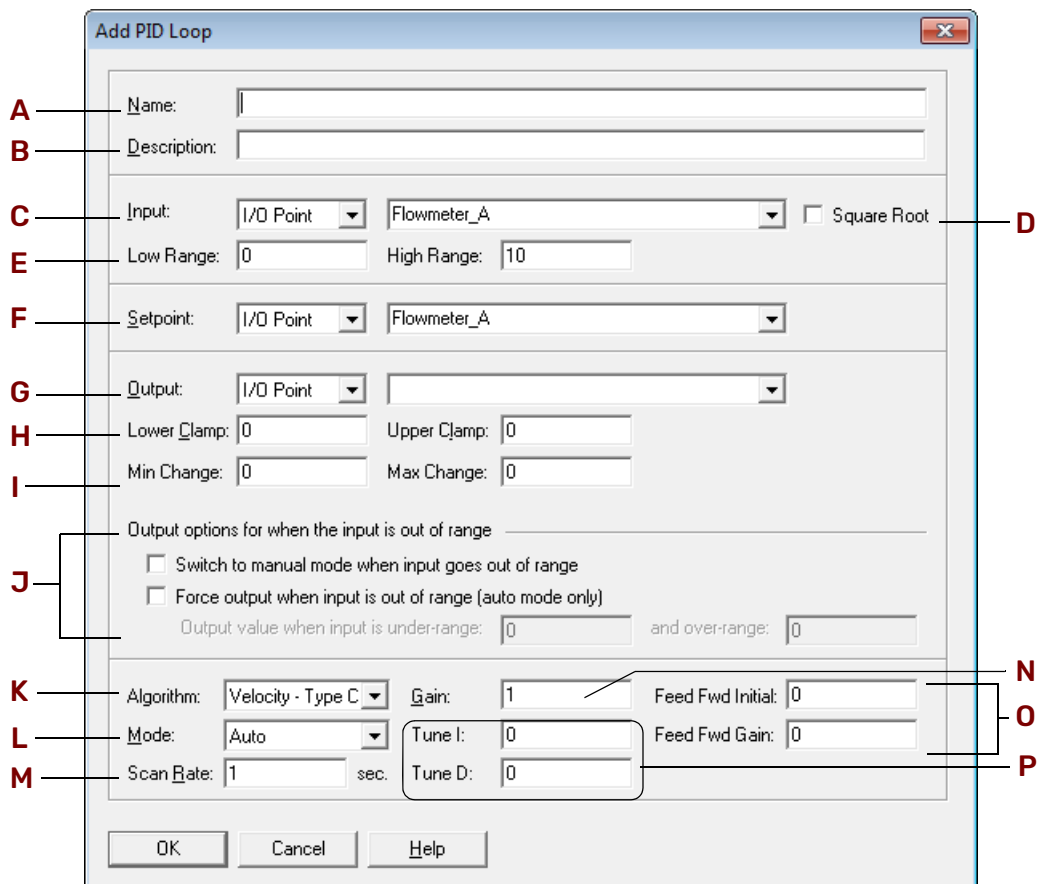 Add PID Loop
A Name:
B Description:
C Input: I/O Point Flowmeter_A Square Root D
E Low Range: 0 High Range: 10
F Setpoint: I/O Point Flowmeter_A
G Output: I/O Point
H Lower Clamp: 0 Upper Clamp: 0
I Min Change: 0 Max Change: 0
Output options for when the input is out of range
J Switch to manual mode when input goes out of range
Force output when input is out of range (auto mode only)
Output value when input is under-range: 0 and over-range: 0
K Algorithm: Velocity - Type C Gain: 1 Feed Fwd Initial: 0 N
L Mode: Auto Tune I: 0 Feed Fwd Gain: 0 O
M Scan Rate: 1 sec. Tune D: 0 P
OK Cancel Help